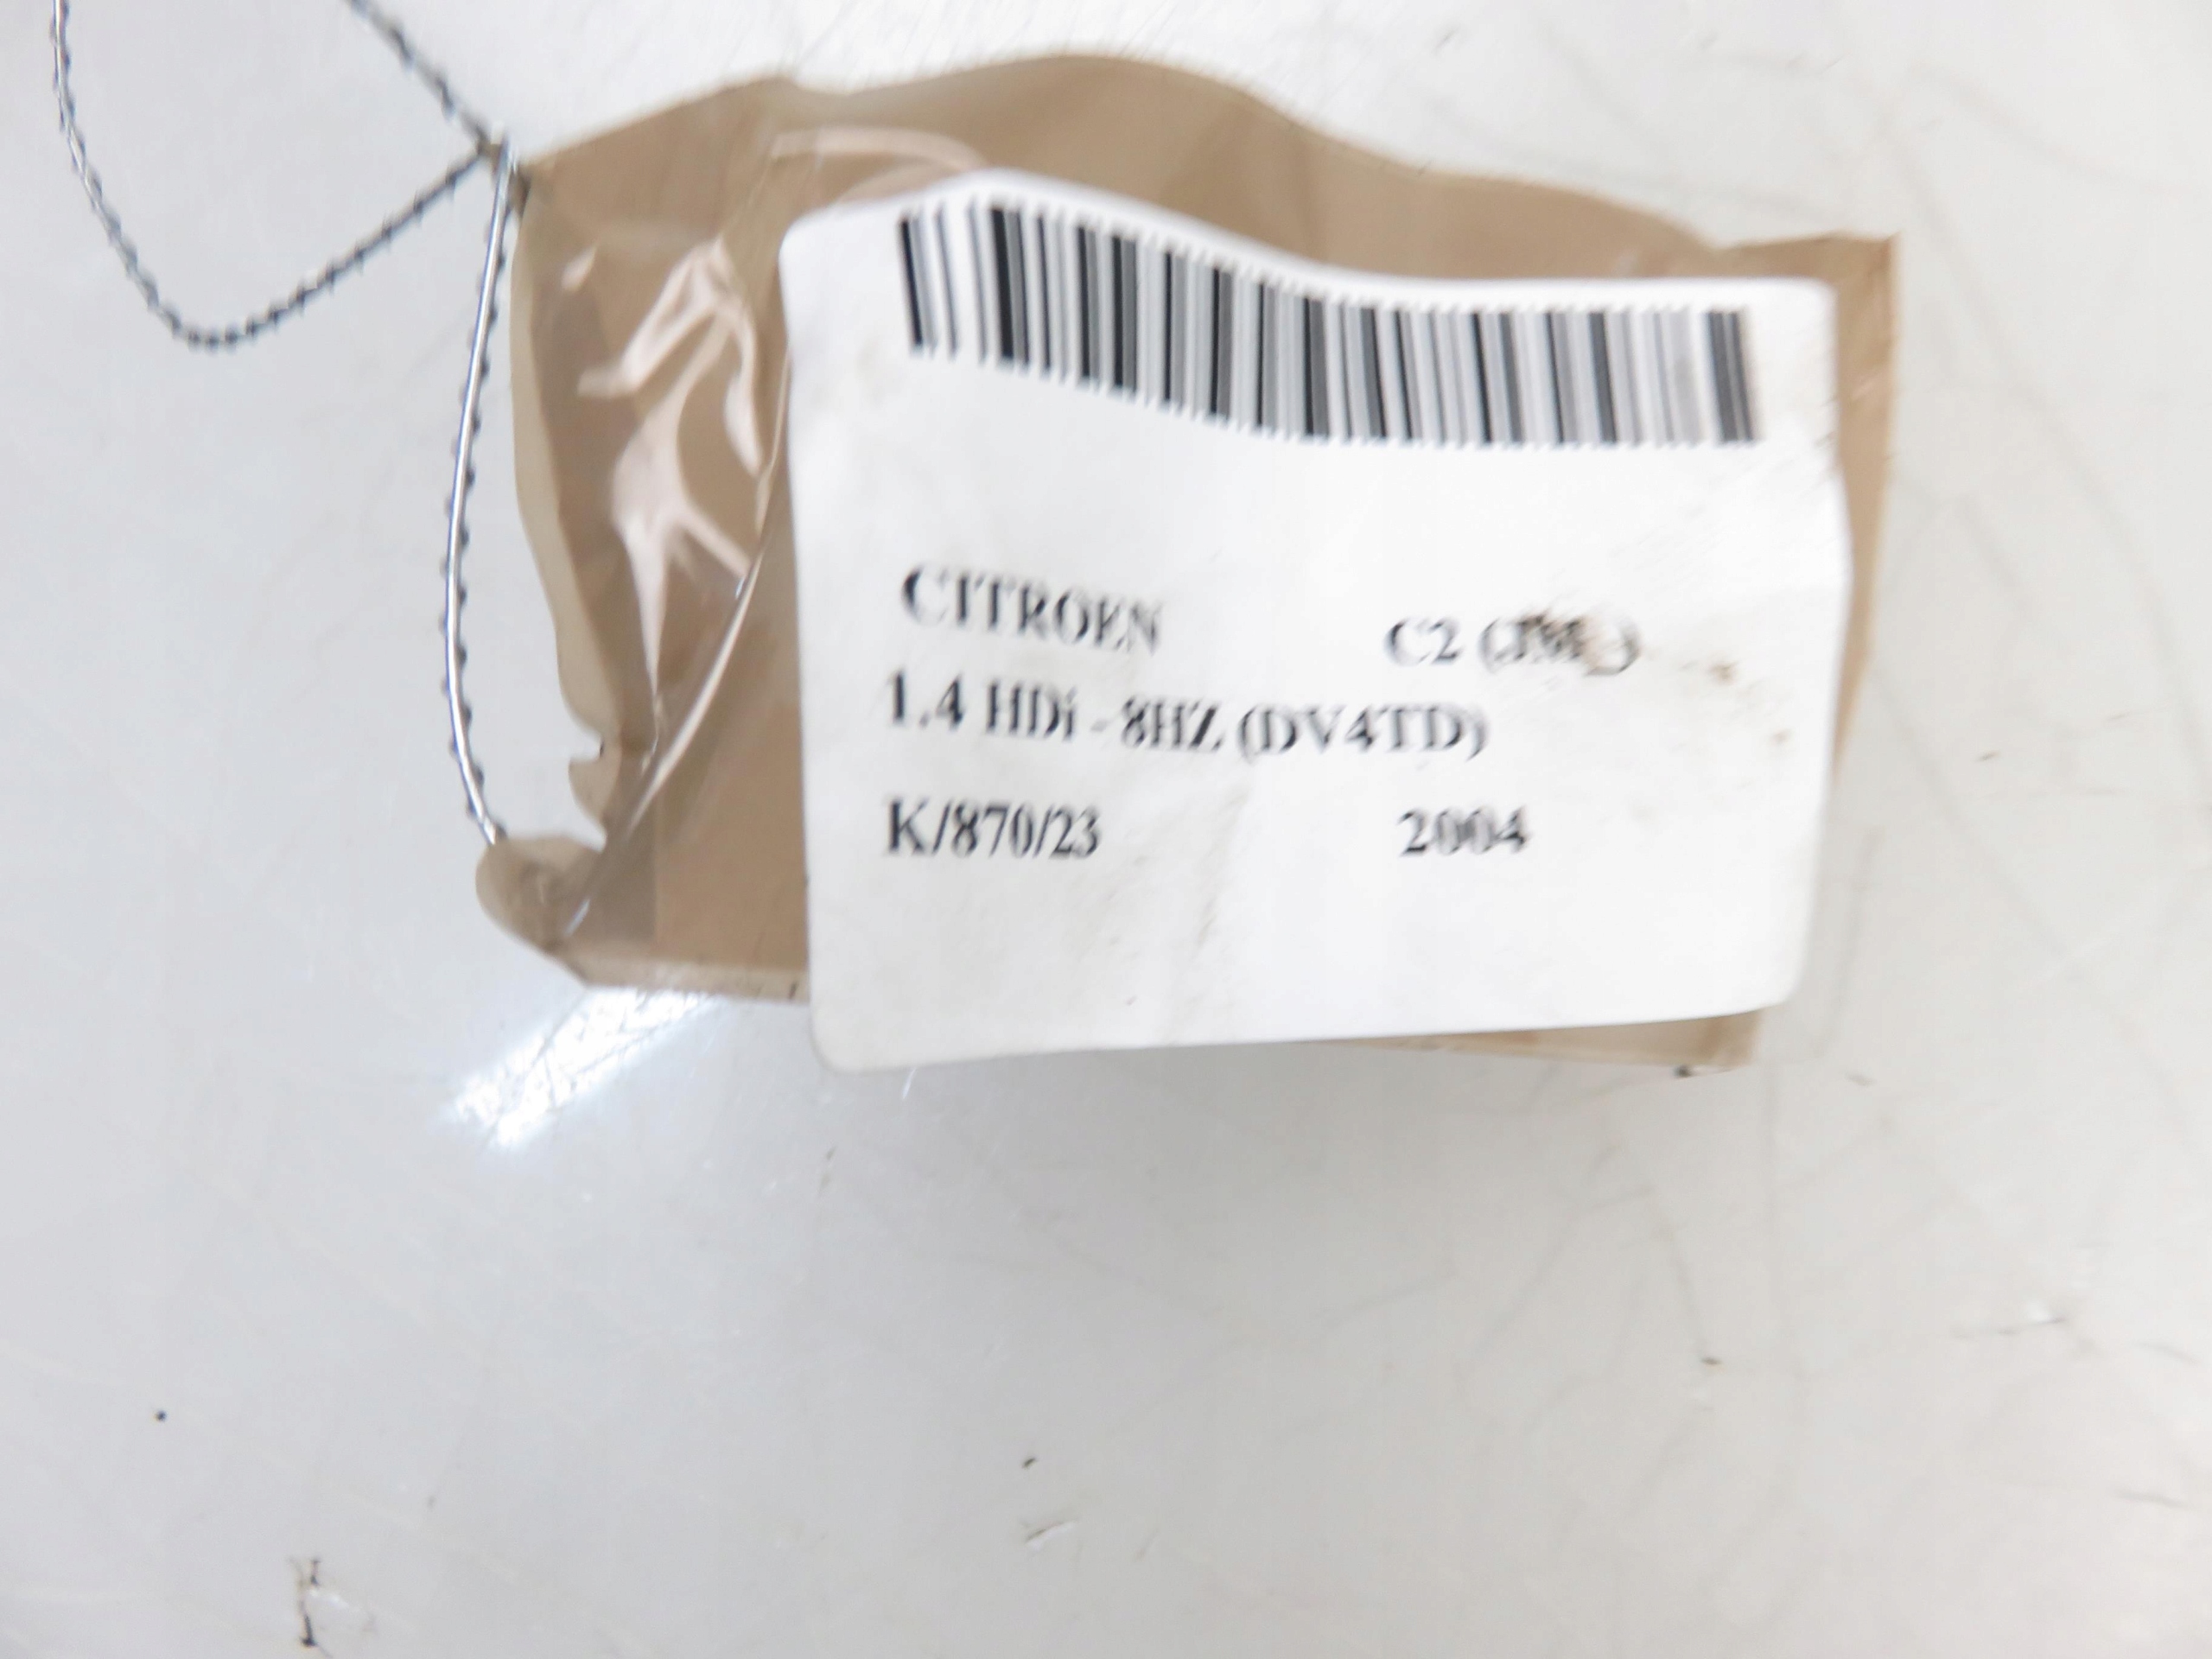 CITROEN C2 (JM_)
1.4 HDi - 8HZ (DV4TD)
K/870/23 2004